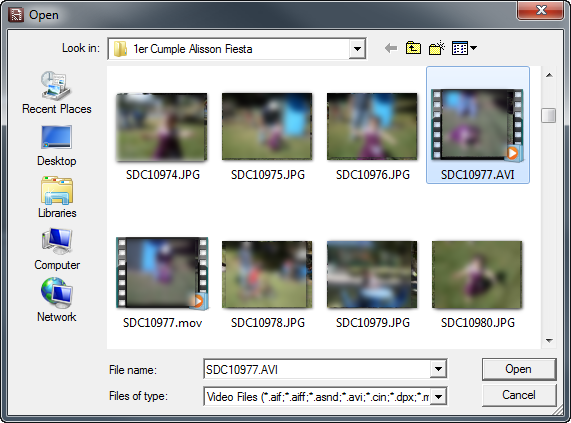 Open
Look in: 1er Cumple Alisson Fiesta
Recent Places
Desktop
Libraries
Computer
Network
SDC10974.JPG SDC10975.JPG SDC10976.JPG SDC10977.AVI
SDC10977.mov SDC10978.JPG SDC10979.JPG SDC10980.JPG
File name: SDC10977.AVI Open
Files of type: Video Files (*.aif;*.aiff;*.asnd;*.avi;*.cin;*.dpx;*.m Cancel